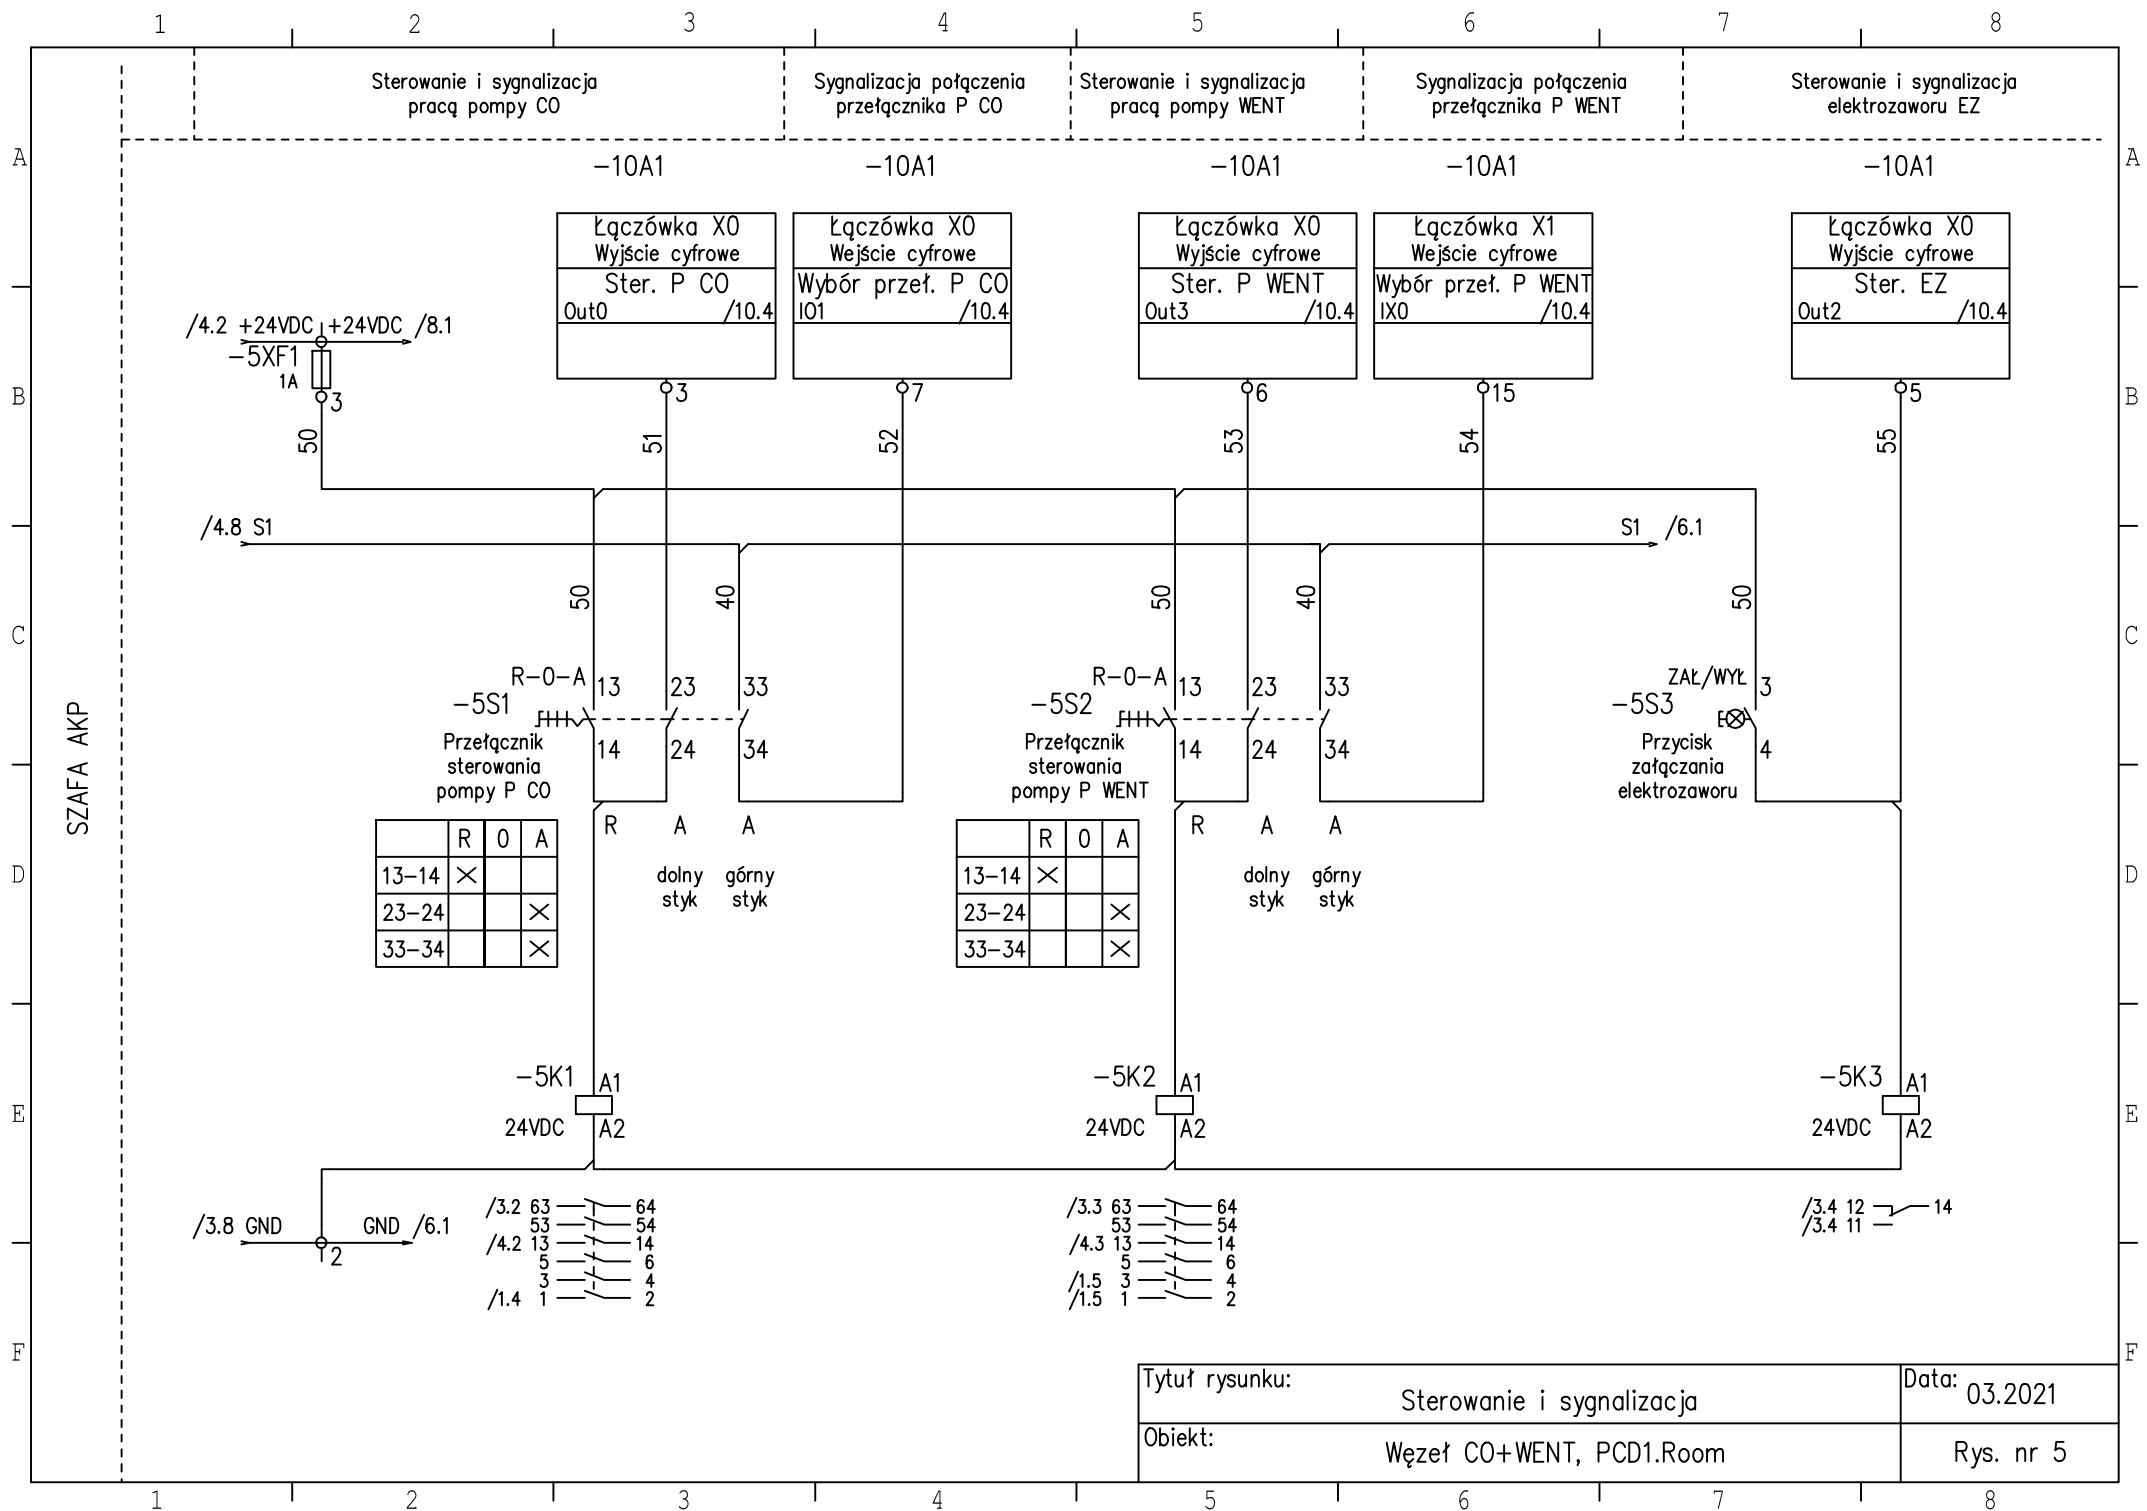 1 2 3 4 5 6 7 8
Sterowanie i sygnalizacja
pracą pompy CO
Sygnalizacja połączenia
przełącznika P CO
Sterowanie i sygnalizacja
pracą pompy WENT
Sygnalizacja połączenia
przełącznika P WENT
Sterowanie i sygnalizacja
elektrozaworu EZ
A A
-10A1 -10A1 -10A1 -10A1 -10A1
Łączówka X0
Wyjście cyfrowe
Ster. P CO
Out0 /10.4
3
51
Łączówka X0
Wejście cyfrowe
Wybór przeł. P CO
IO1 /10.4
7
52
Łączówka X0
Wyjście cyfrowe
Ster. P WENT
Out3 /10.4
6
53
Łączówka X1
Wejście cyfrowe
Wybór przeł. P WENT
IX0 /10.4
15
54
Łączówka X0
Wyjście cyfrowe
Ster. EZ
Out2 /10.4
5
55
/4.2 +24VDC +24VDC /8.1
-5XF1
1A
3
50
B B
/4.8 S1
S1 /6.1
50 40 50 40 50
C C
SZAFA AKP
R-0-A 13 23 33
-5S1
14 24 34
Przełącznik
sterowania
pompy P CO
R A A
R-0-A 13 23 33
-5S2
14 24 34
Przełącznik
sterowania
pompy P WENT
R A A
ZAŁ/WYŁ 3
-5S3
4
Przycisk
załączania
elektrozaworu
D D
R 0 A
13-14 X
23-24 X
33-34 X
dolny
styk
górny
styk
R 0 A
13-14 X
23-24 X
33-34 X
dolny
styk
górny
styk
-5K1 A1
24VDC A2
-5K2 A1
24VDC A2
-5K3 A1
24VDC A2
E E
/3.8 GND GND /6.1
2
/3.2 63 64
53 54
/4.2 13 14
5 6
3 4
/1.4 1 2
/3.3 63 64
53 54
/4.3 13 14
5 6
/1.5 3 4
/1.5 1 2
/3.4 12 14
/3.4 11
F F
Tytuł rysunku:
Sterowanie i sygnalizacja
Data: 03.2021
Obiekt:
Węzeł CO+WENT, PCD1.Room
Rys. nr 5
1 2 3 4 5 6 7 8